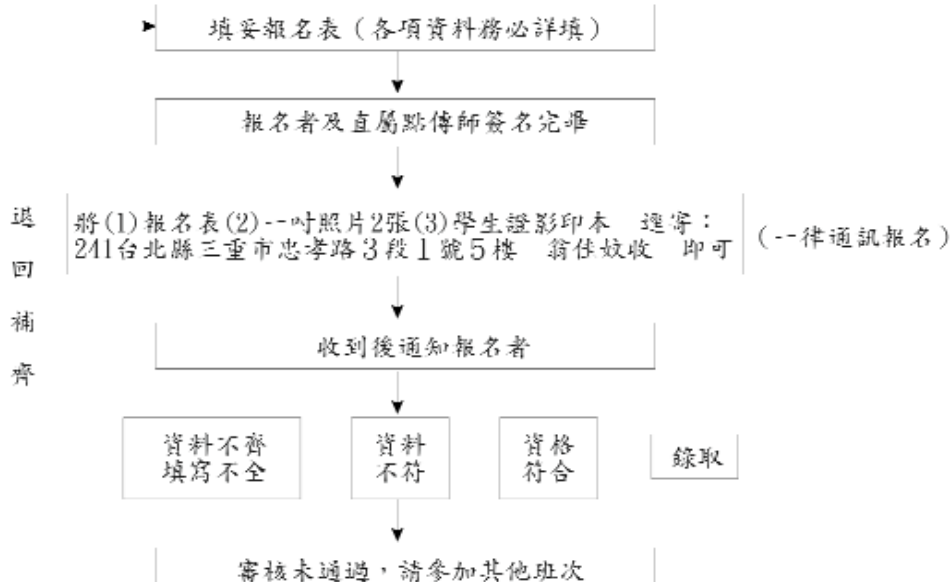 填妥報名表(各項資料務必詳填)
報名者及直屬點傳師簽名完畢
將(1)報名表(2)一吋照片2張(3)學生證影印本 逕寄:
241台北縣三重市忠孝路3段1號5樓 翁佳妏收 即可
(一律通訊報名)
退回補齊
收到後通知報名者
資料不齊
填寫不全
資料
不符
資格
符合
錄取
審核未通過,請參加其他班次